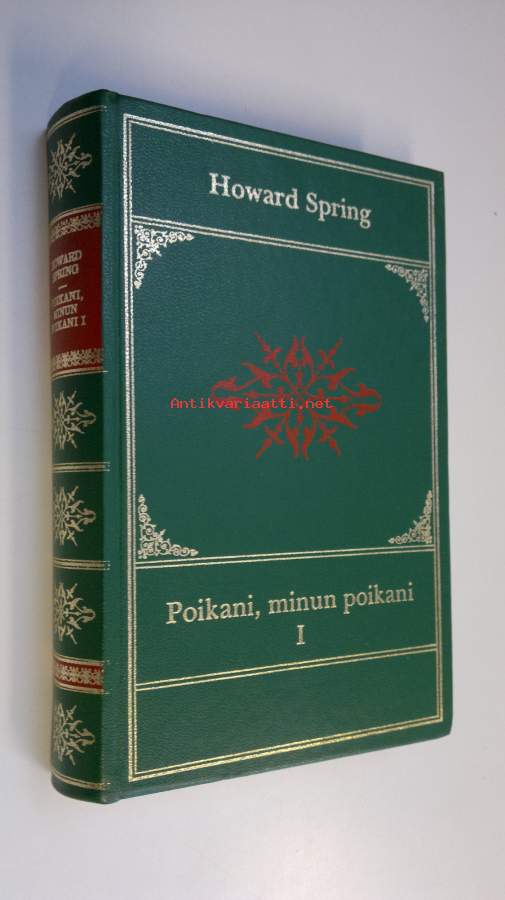 Howard Spring
Antikvariaatti.net
Poikani, minun poikani
I
HOWARD
SPRING
POIKANI,
MINUN
POIKANI I